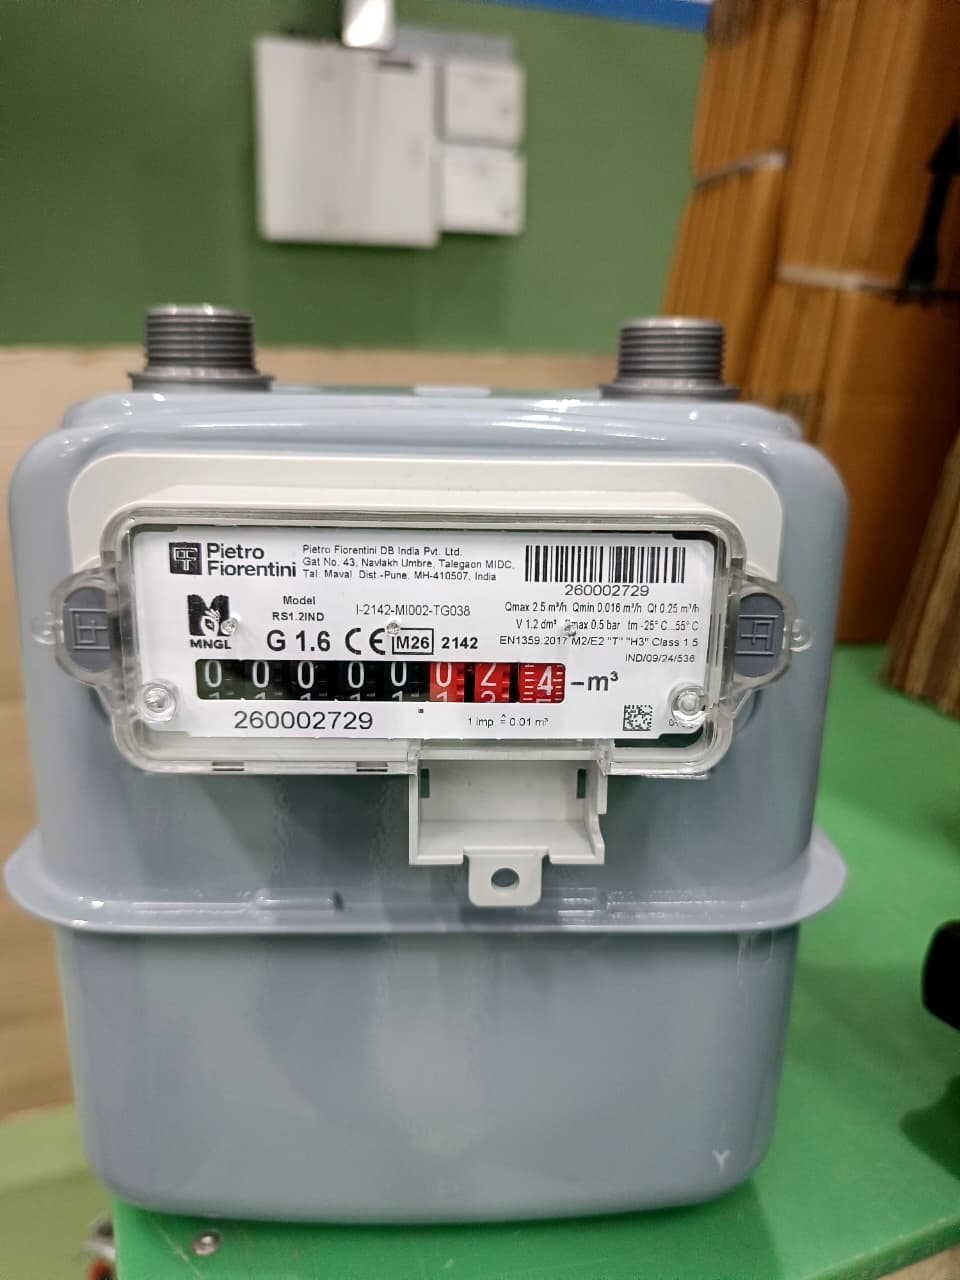 Pietro
Fiorentini
Pietro Fiorentini DB India Pvt. Ltd.
Gat No. 43, Navlakh Umbre, Talegaon MIDC,
Tal. Maval, Dist.-Pune. MH-410507, India
260002729
MNGL
Model
RS1.2IND
I-2142-MI002-TG038
G 1.6 CE M26 2142
Qmax 2.5 m³/h Qmin 0.016 m³/h Qt 0.25 m³/h
V 1.2 dm³ Pmax 0.5 bar tm -25° C...55° C
EN1359:2017 M2/E2 "T" "H3" Class 1.5
IND/09/24/536
0 0 0 0 0 0 2 4 m³
260002729
1 imp ≙ 0.01 m³